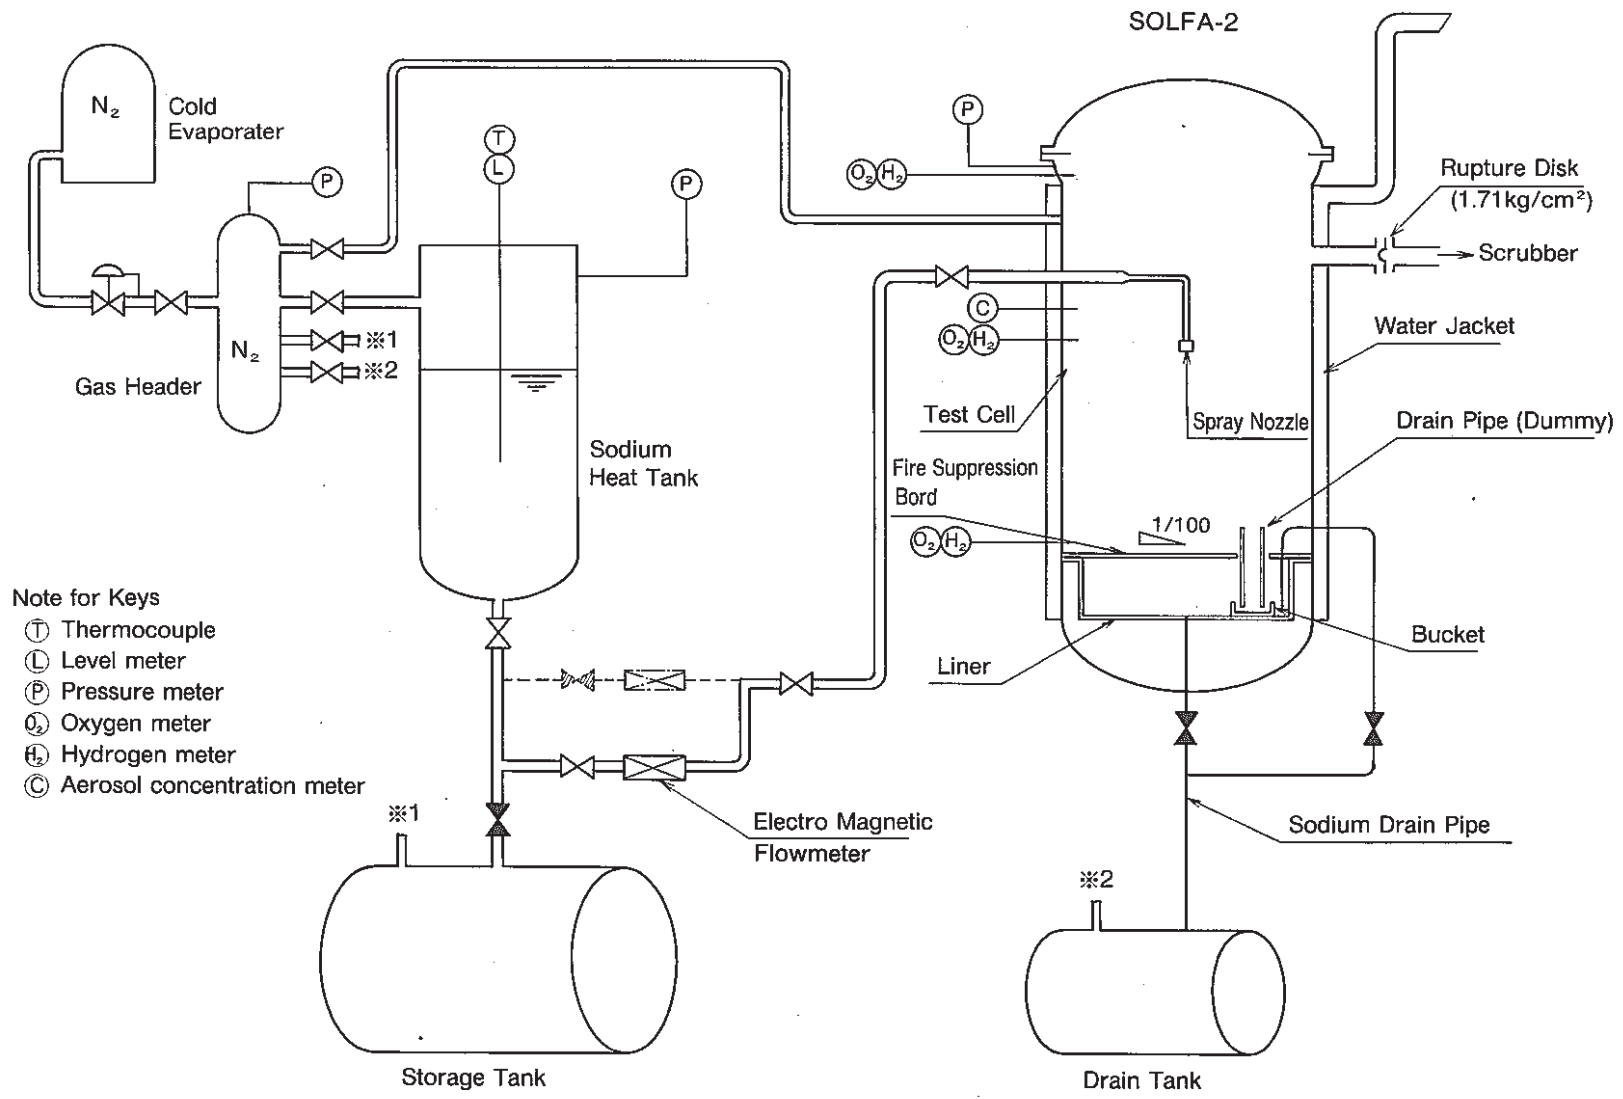 SOLFA-2
N₂
Cold
Evaporater
P
T
L
P
P
O₂ H₂
Rupture Disk
(1.71kg/cm²)
Scrubber
N₂
※1
※2
Gas Header
C
O₂ H₂
Water Jacket
Test Cell
Spray Nozzle
Drain Pipe (Dummy)
Sodium
Heat Tank
Fire Suppression
Bord
1/100
O₂ H₂
Note for Keys
T Thermocouple
L Level meter
P Pressure meter
O₂ Oxygen meter
H₂ Hydrogen meter
C Aerosol concentration meter
Bucket
Liner
※1
Electro Magnetic
Flowmeter
Sodium Drain Pipe
※2
Storage Tank
Drain Tank